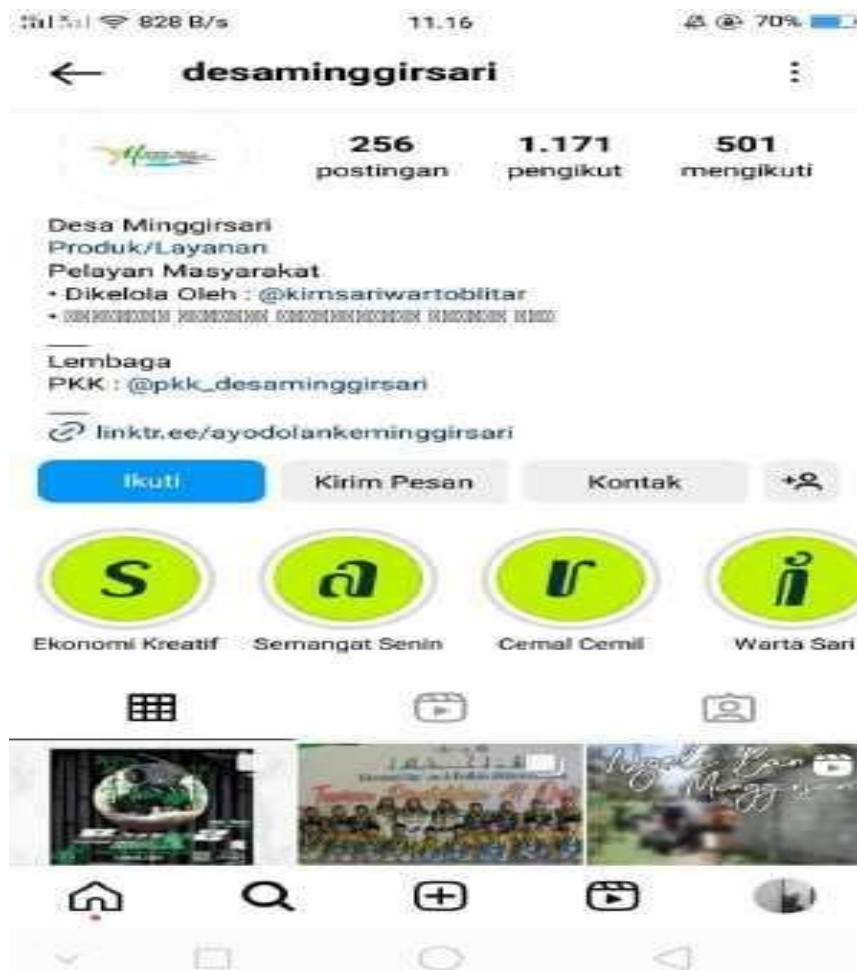 828 B/s 11.16 70%
desaminggirsari
256 1.171 501
postingan pengikut mengikuti
Desa Minggirsari
Produk/Layanan
Pelayan Masyarakat
• Dikelola Oleh : @kimsariwartoblitar
Lembaga
PKK : @pkk_desaminggirsari
linktr.ee/ayodolankeminggirsari
Ikuti Kirim Pesan Kontak
s a r i
Ekonomi Kreatif Semangat Senin Cemal Cemil Warta Sari